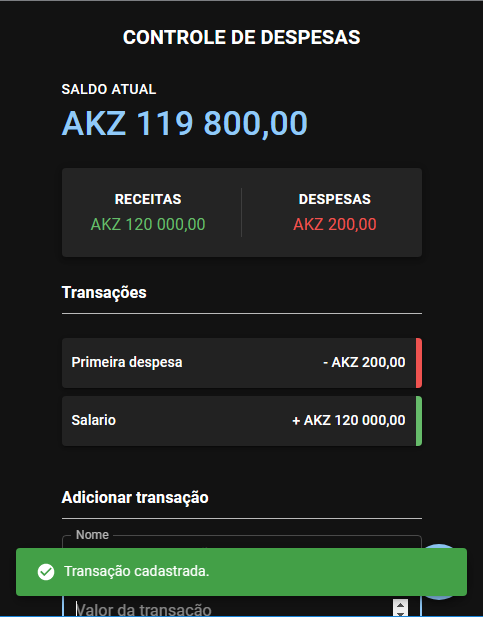 CONTROLE DE DESPESAS
SALDO ATUAL
AKZ 119 800,00
RECEITAS DESPESAS
AKZ 120 000,00 AKZ 200,00
Transações
Primeira despesa - AKZ 200,00
Salario + AKZ 120 000,00
Adicionar transação
Nome
Transação cadastrada.
Valor da transação